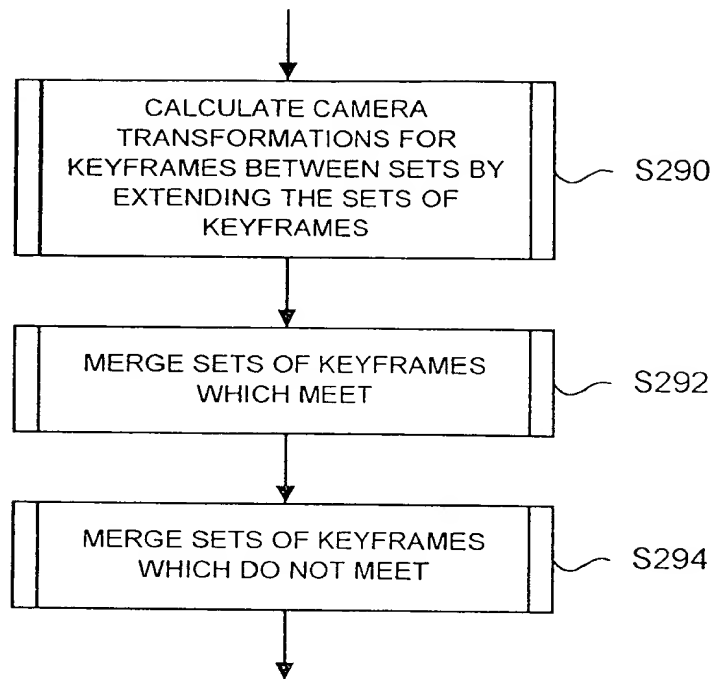 CALCULATE CAMERA
TRANSFORMATIONS FOR
KEYFRAMES BETWEEN SETS BY
EXTENDING THE SETS OF
KEYFRAMES
S290
MERGE SETS OF KEYFRAMES
WHICH MEET
S292
MERGE SETS OF KEYFRAMES
WHICH DO NOT MEET
S294